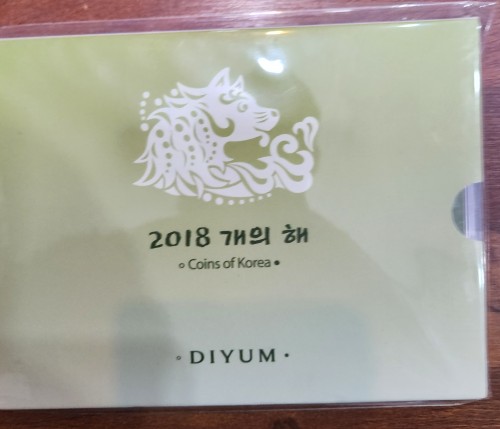 2018 개의 해
Coins of Korea
DIYUM